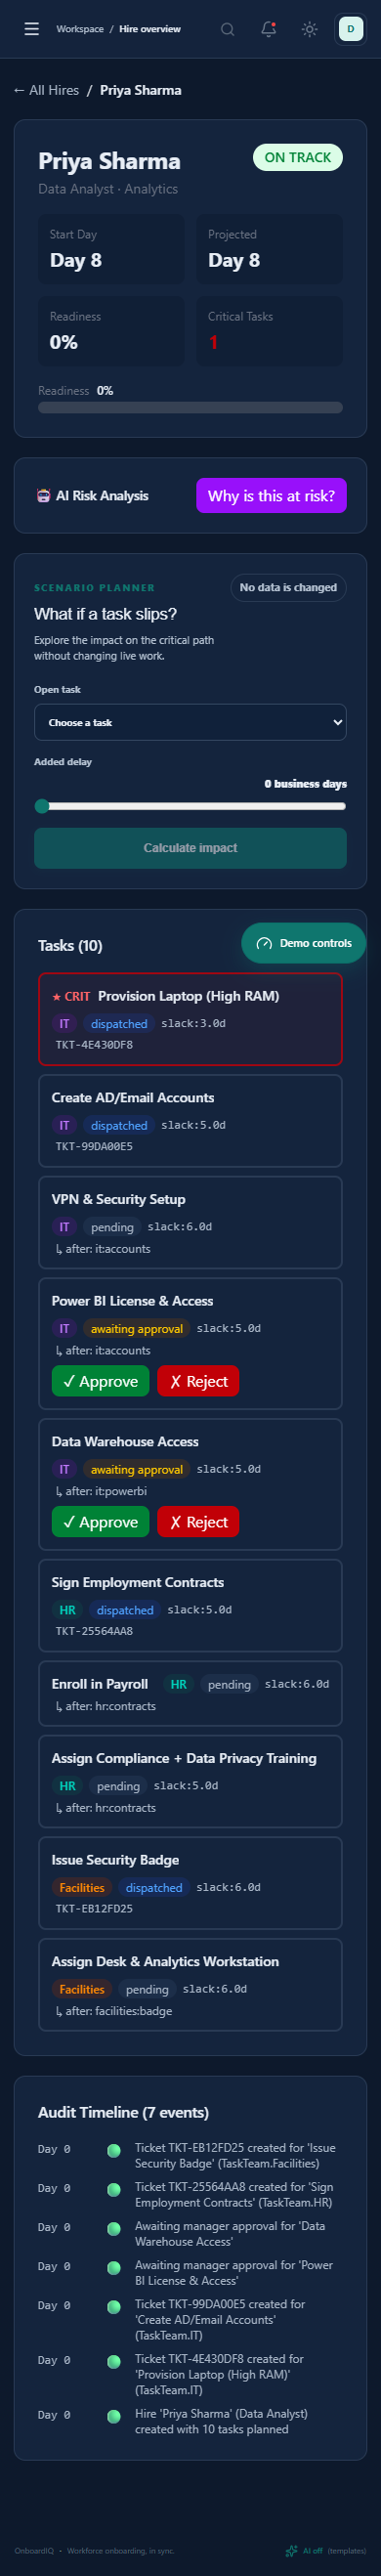 Workspace / Hire overview
D
← All Hires / Priya Sharma
Priya Sharma
ON TRACK
Data Analyst · Analytics
Start Day
Day 8
Projected
Day 8
Readiness
0%
Critical Tasks
1
Readiness 0%
AI Risk Analysis
Why is this at risk?
SCENARIO PLANNER
No data is changed
What if a task slips?
Explore the impact on the critical path
without changing live work.
Open task
Choose a task
Added delay
0 business days
Calculate impact
Tasks (10)
Demo controls
★ CRIT Provision Laptop (High RAM)
IT dispatched slack:3.0d
TKT-4E430DF8
Create AD/Email Accounts
IT dispatched slack:5.0d
TKT-99DA00E5
VPN & Security Setup
IT pending slack:6.0d
↳ after: it:accounts
Power BI License & Access
IT awaiting approval slack:5.0d
↳ after: it:accounts
✓ Approve ✗ Reject
Data Warehouse Access
IT awaiting approval slack:5.0d
↳ after: it:powerbi
✓ Approve ✗ Reject
Sign Employment Contracts
HR dispatched slack:5.0d
TKT-25564AA8
Enroll in Payroll HR pending slack:6.0d
↳ after: hr:contracts
Assign Compliance + Data Privacy Training
HR pending slack:5.0d
↳ after: hr:contracts
Issue Security Badge
Facilities dispatched slack:6.0d
TKT-EB12FD25
Assign Desk & Analytics Workstation
Facilities pending slack:6.0d
↳ after: facilities:badge
Audit Timeline (7 events)
Day 0 Ticket TKT-EB12FD25 created for 'Issue
Security Badge' (TaskTeam.Facilities)
Day 0 Ticket TKT-25564AA8 created for 'Sign
Employment Contracts' (TaskTeam.HR)
Day 0 Awaiting manager approval for 'Data
Warehouse Access'
Day 0 Awaiting manager approval for 'Power
BI License & Access'
Day 0 Ticket TKT-99DA00E5 created for
'Create AD/Email Accounts'
(TaskTeam.IT)
Day 0 Ticket TKT-4E430DF8 created for
'Provision Laptop (High RAM)'
(TaskTeam.IT)
Day 0 Hire 'Priya Sharma' (Data Analyst)
created with 10 tasks planned
OnboardIQ • Workforce onboarding, in sync.
AI off (templates)